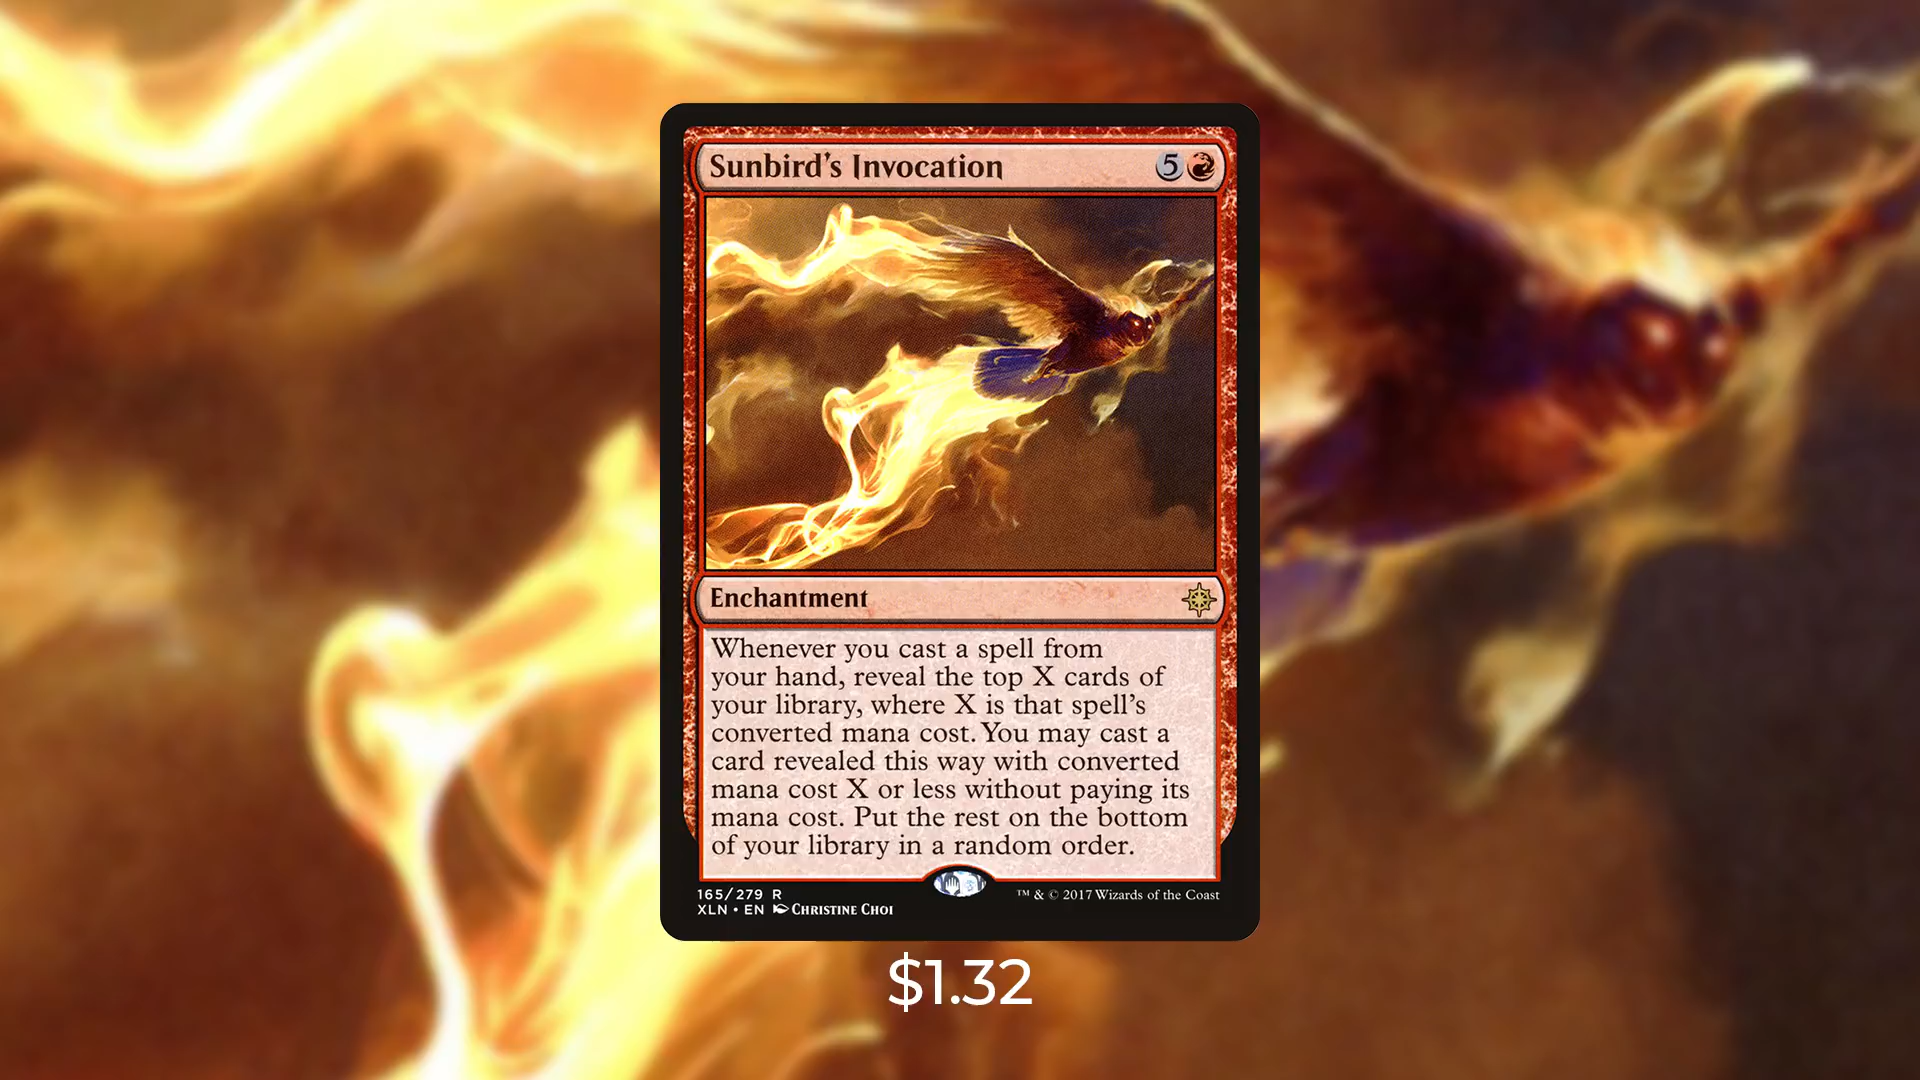 Sunbird's Invocation 5
Enchantment
Whenever you cast a spell from
your hand, reveal the top X cards of
your library, where X is that spell's
converted mana cost. You may cast a
card revealed this way with converted
mana cost X or less without paying its
mana cost. Put the rest on the bottom
of your library in a random order.
165/279 R
™ & © 2017 Wizards of the Coast
XLN • EN Christine Choi
$1.32